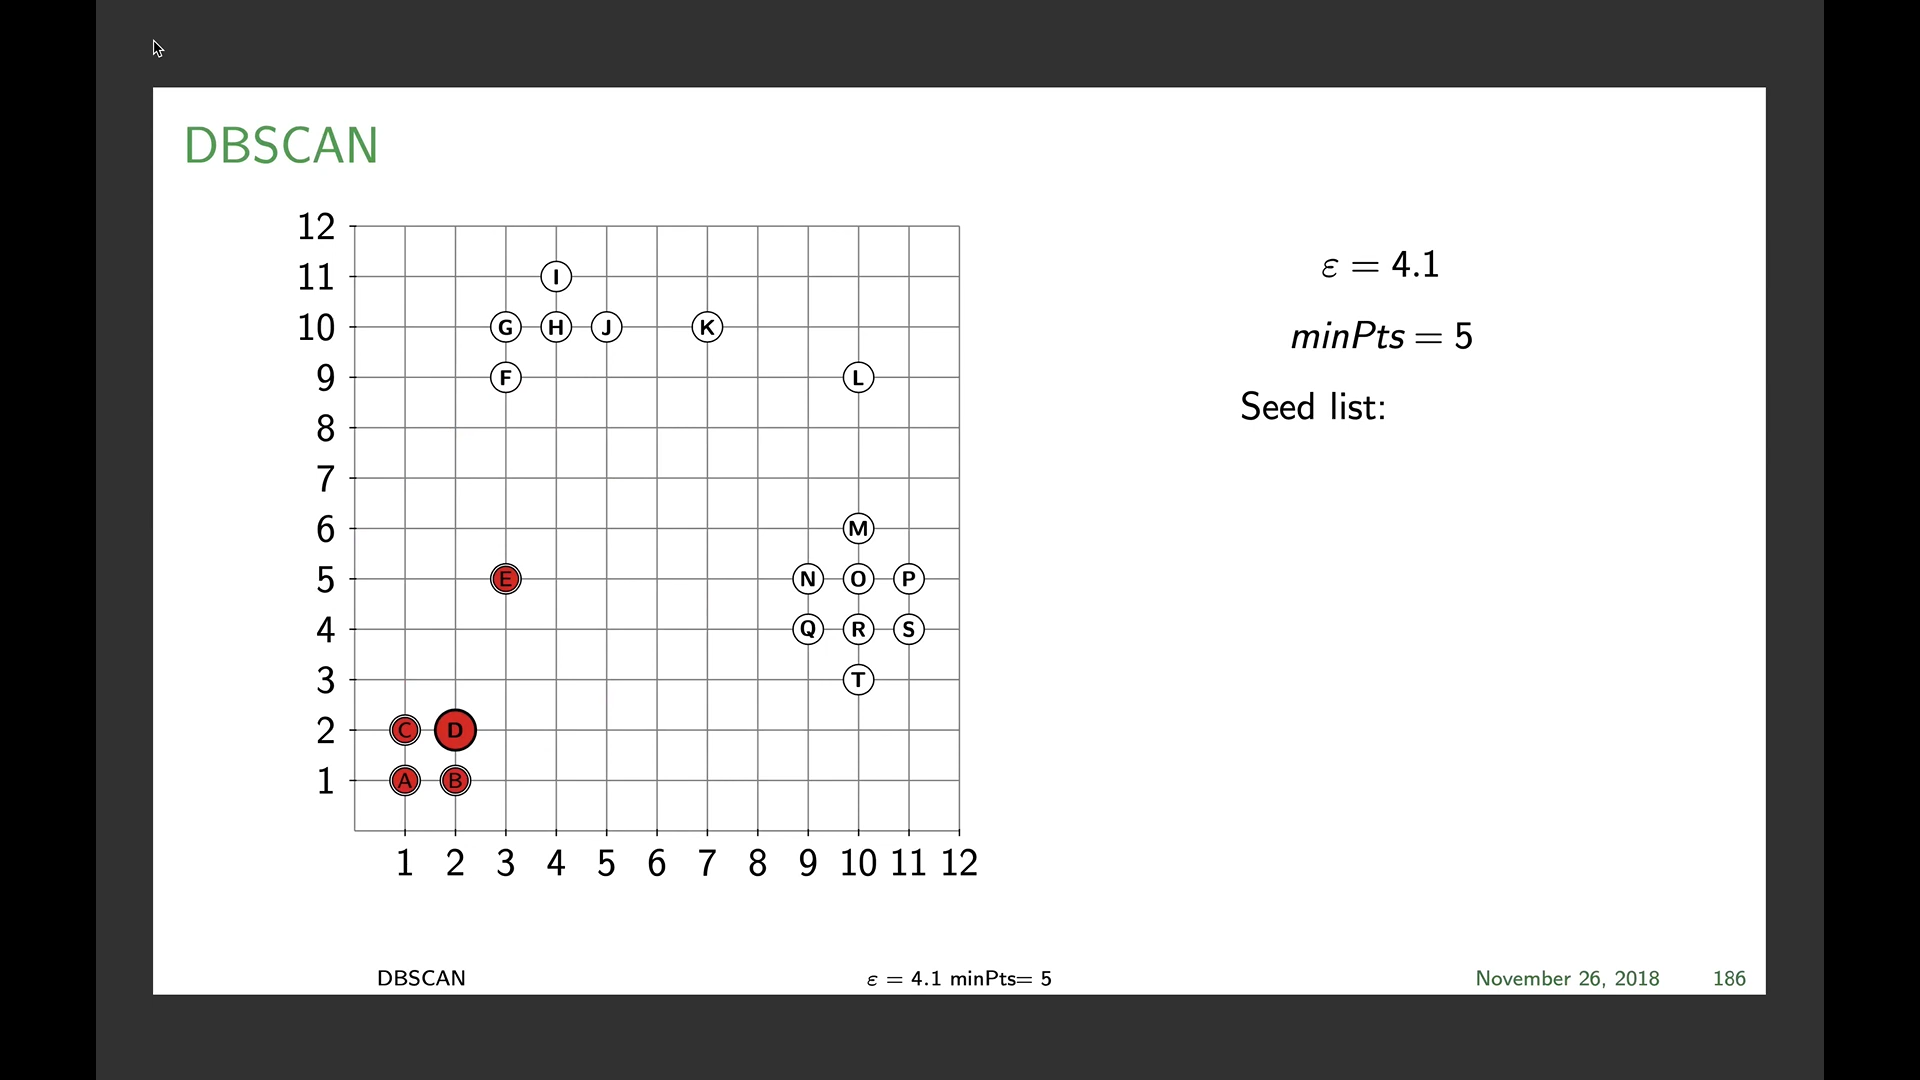 DBSCAN
12
11
10
9
8
7
6
5
4
3
2
1
I
G H J K
F L
M
E N O P
Q R S
T
C D
A B
1 2 3 4 5 6 7 8 9 10 11 12
ε = 4.1
minPts = 5
Seed list:
DBSCAN ε = 4.1 minPts= 5 November 26, 2018 186